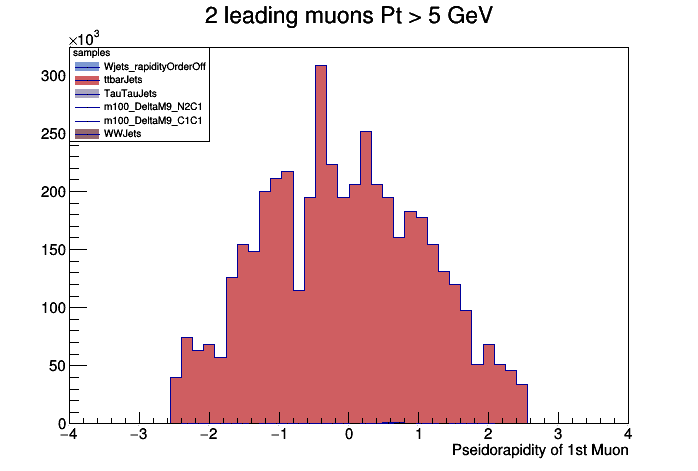 2 leading muons Pt > 5 GeV
×10³
samples
Wjets_rapidityOrderOff
ttbarJets
TauTauJets
m100_DeltaM9_N2C1
m100_DeltaM9_C1C1
WWJets
300
250
200
150
100
50
0
−4 −3 −2 −1 0 1 2 3 4
Pseidorapidity of 1st Muon